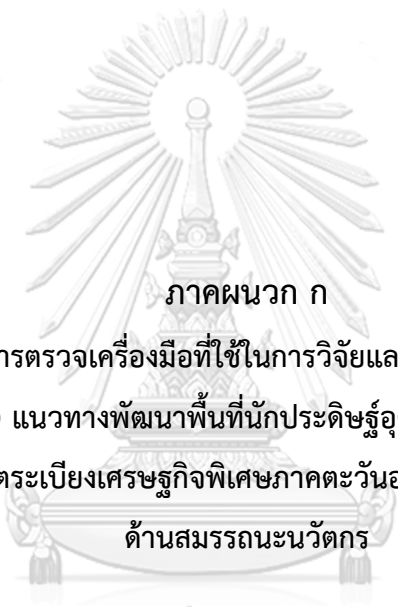 ภาคผนวก ก
ารตรวจเครื่องมือที่ใช้ในการวิจัยและ
แนวทางพัฒนาพื้นที่นักประดิษฐ์อุ
ตระเบียงเศรษฐกิจพิเศษภาคตะวันอ
ด้านสมรรถนะนวัตกร